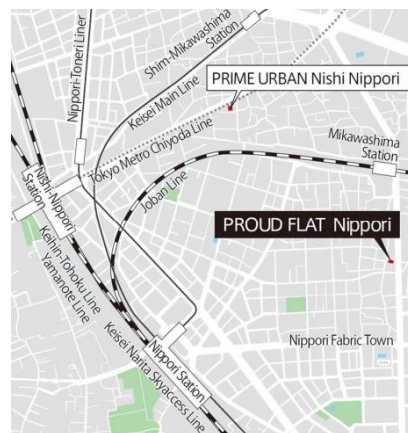 Shim-Mikawashima
Station
Nippori-Toneri Liner
Keisei Main Line
PRIME URBAN Nishi Nippori
Tokyo Metro Chiyoda Line
Mikawashima
Station
Nishi-Nippori
Station
Joban Line
PROUD FLAT Nippori
Keihin-Tohoku Line
Yamanote Line
Nippori Station
Nippori Fabric Town
Keisei Narita Skyaccess Line